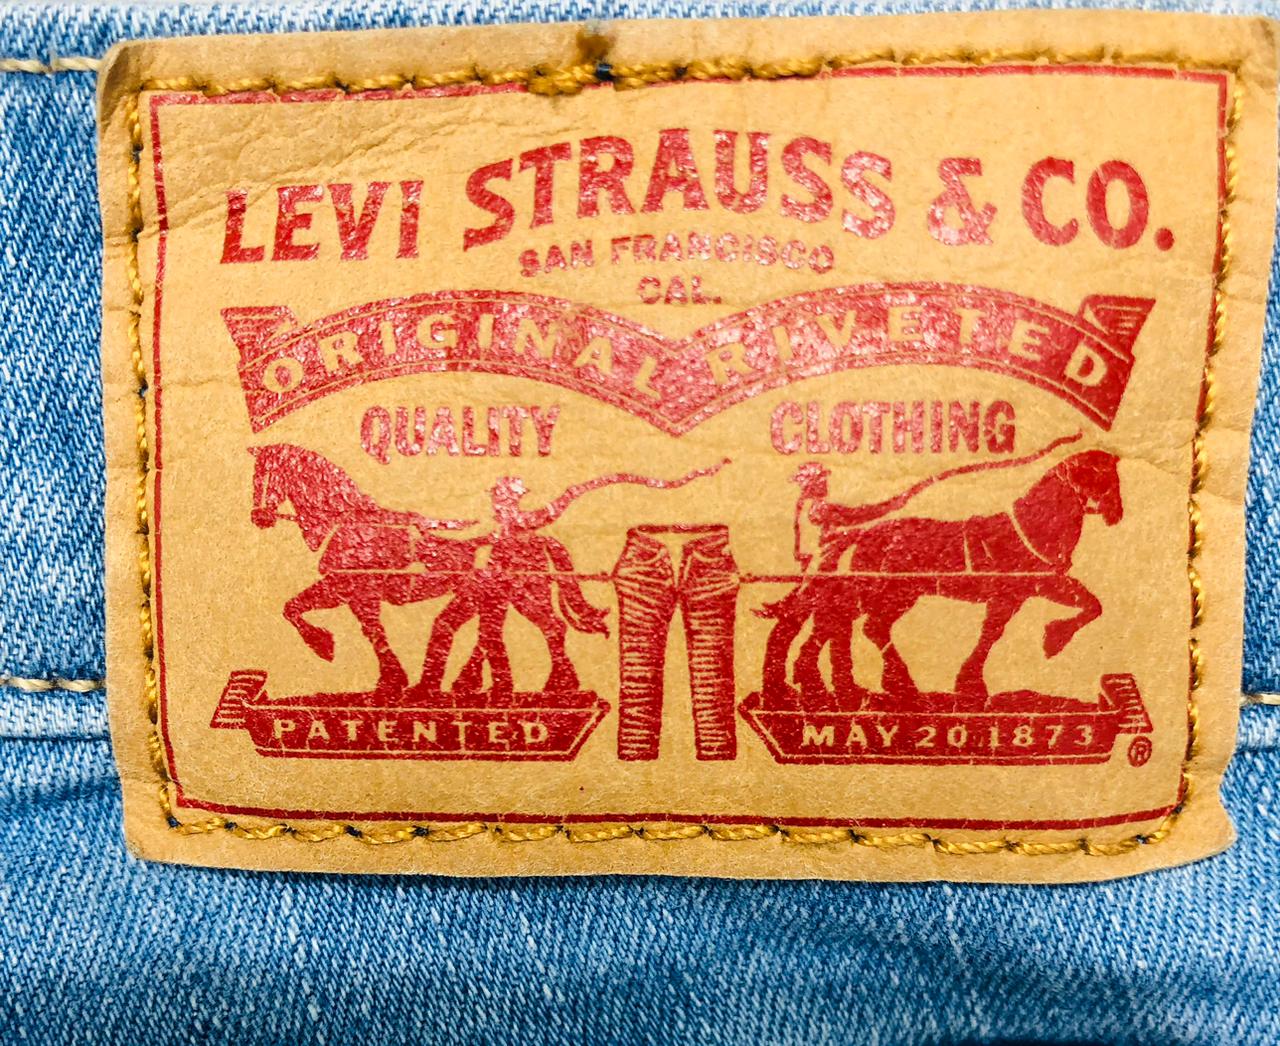 LEVI STRAUSS & CO.
SAN FRANCISCO
CAL.
ORIGINAL RIVETED
QUALITY CLOTHING
PATENTED MAY 20 1873
®